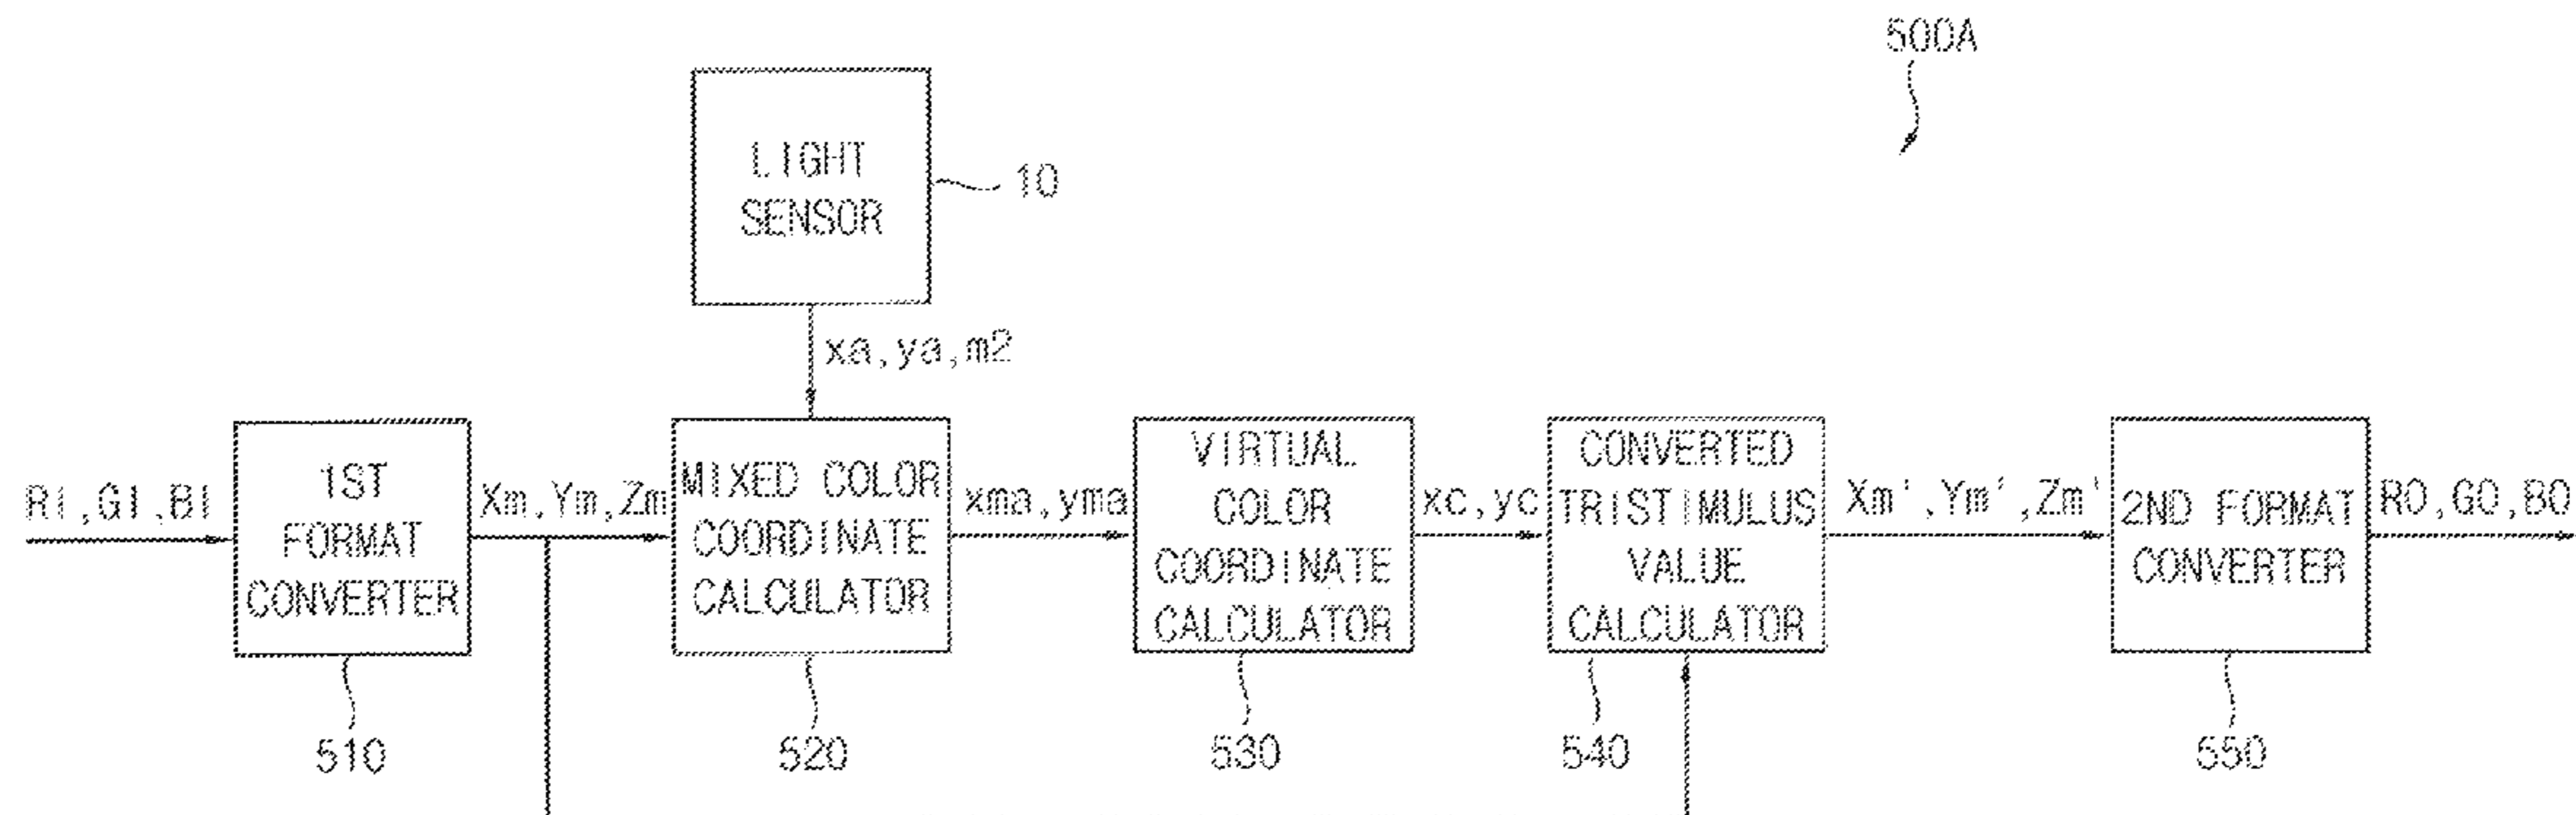 500A
LIGHT
SENSOR
10
xa,ya,m2
RI,GI,BI
1ST
FORMAT
CONVERTER
510
Xm,Ym,Zm
MIXED COLOR
COORDINATE
CALCULATOR
520
xma,yma
VIRTUAL
COLOR
COORDINATE
CALCULATOR
530
xc,yc
CONVERTED
TRISTIMULUS
VALUE
CALCULATOR
540
Xm',Ym',Zm'
2ND FORMAT
CONVERTER
550
RO,GO,BO